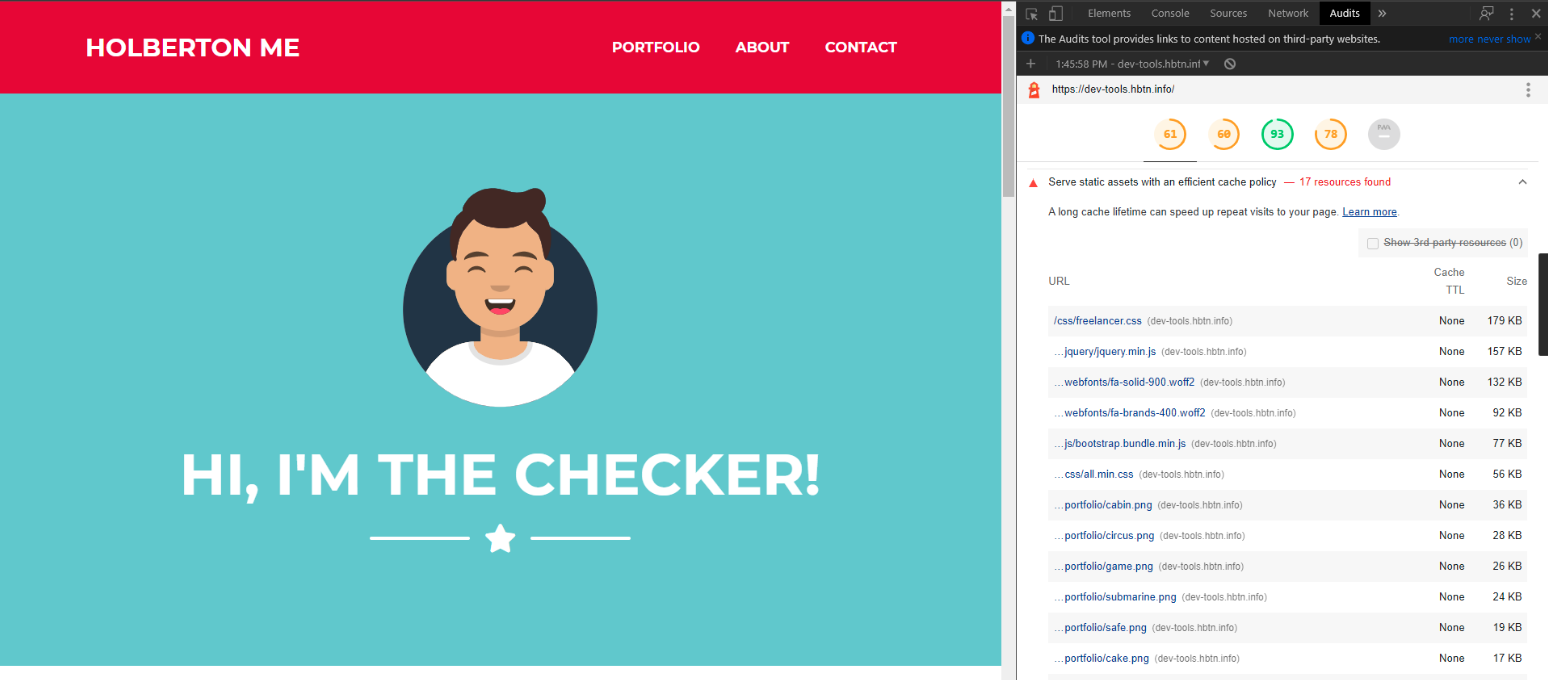 HOLBERTON ME
PORTFOLIO ABOUT CONTACT
HI, I'M THE CHECKER!
Elements Console Sources Network Audits »
The Audits tool provides links to content hosted on third-party websites. more never show
1:45:58 PM - dev-tools.hbtn.inf
https://dev-tools.hbtn.info/
61 60 93 78 PWA
Serve static assets with an efficient cache policy — 17 resources found
A long cache lifetime can speed up repeat visits to your page. Learn more.
Show 3rd-party resources (0)
URL Cache TTL Size
/css/freelancer.css (dev-tools.hbtn.info) None 179 KB
…jquery/jquery.min.js (dev-tools.hbtn.info) None 157 KB
…webfonts/fa-solid-900.woff2 (dev-tools.hbtn.info) None 132 KB
…webfonts/fa-brands-400.woff2 (dev-tools.hbtn.info) None 92 KB
…js/bootstrap.bundle.min.js (dev-tools.hbtn.info) None 77 KB
…css/all.min.css (dev-tools.hbtn.info) None 56 KB
…portfolio/cabin.png (dev-tools.hbtn.info) None 36 KB
…portfolio/circus.png (dev-tools.hbtn.info) None 28 KB
…portfolio/game.png (dev-tools.hbtn.info) None 26 KB
…portfolio/submarine.png (dev-tools.hbtn.info) None 24 KB
…portfolio/safe.png (dev-tools.hbtn.info) None 19 KB
…portfolio/cake.png (dev-tools.hbtn.info) None 17 KB